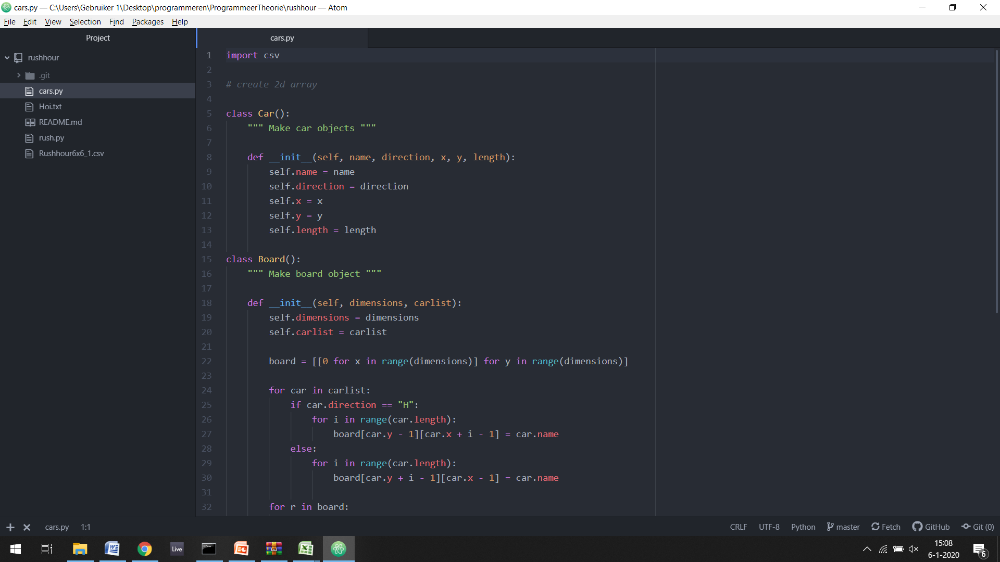 cars.py — C:\Users\Gebruiker 1\Desktop\programmeren\ProgrammeerTheorie\rushhour — Atom
File Edit View Selection Find Packages Help
Project
cars.py
rushhour
.git
cars.py
Hoi.txt
README.md
rush.py
Rushhour6x6_1.csv
1 import csv
2
3 # create 2d array
4
5 class Car():
6 """ Make car objects """
7
8 def __init__(self, name, direction, x, y, length):
9 self.name = name
10 self.direction = direction
11 self.x = x
12 self.y = y
13 self.length = length
14
15 class Board():
16 """ Make board object """
17
18 def __init__(self, dimensions, carlist):
19 self.dimensions = dimensions
20 self.carlist = carlist
21
22 board = [[0 for x in range(dimensions)] for y in range(dimensions)]
23
24 for car in carlist:
25 if car.direction == "H":
26 for i in range(car.length):
27 board[car.y - 1][car.x + i - 1] = car.name
28 else:
29 for i in range(car.length):
30 board[car.y + i - 1][car.x - 1] = car.name
31
32 for r in board:
cars.py 1:1
CRLF UTF-8 Python master Fetch GitHub Git (0)
Live
15:08
6-1-2020
6